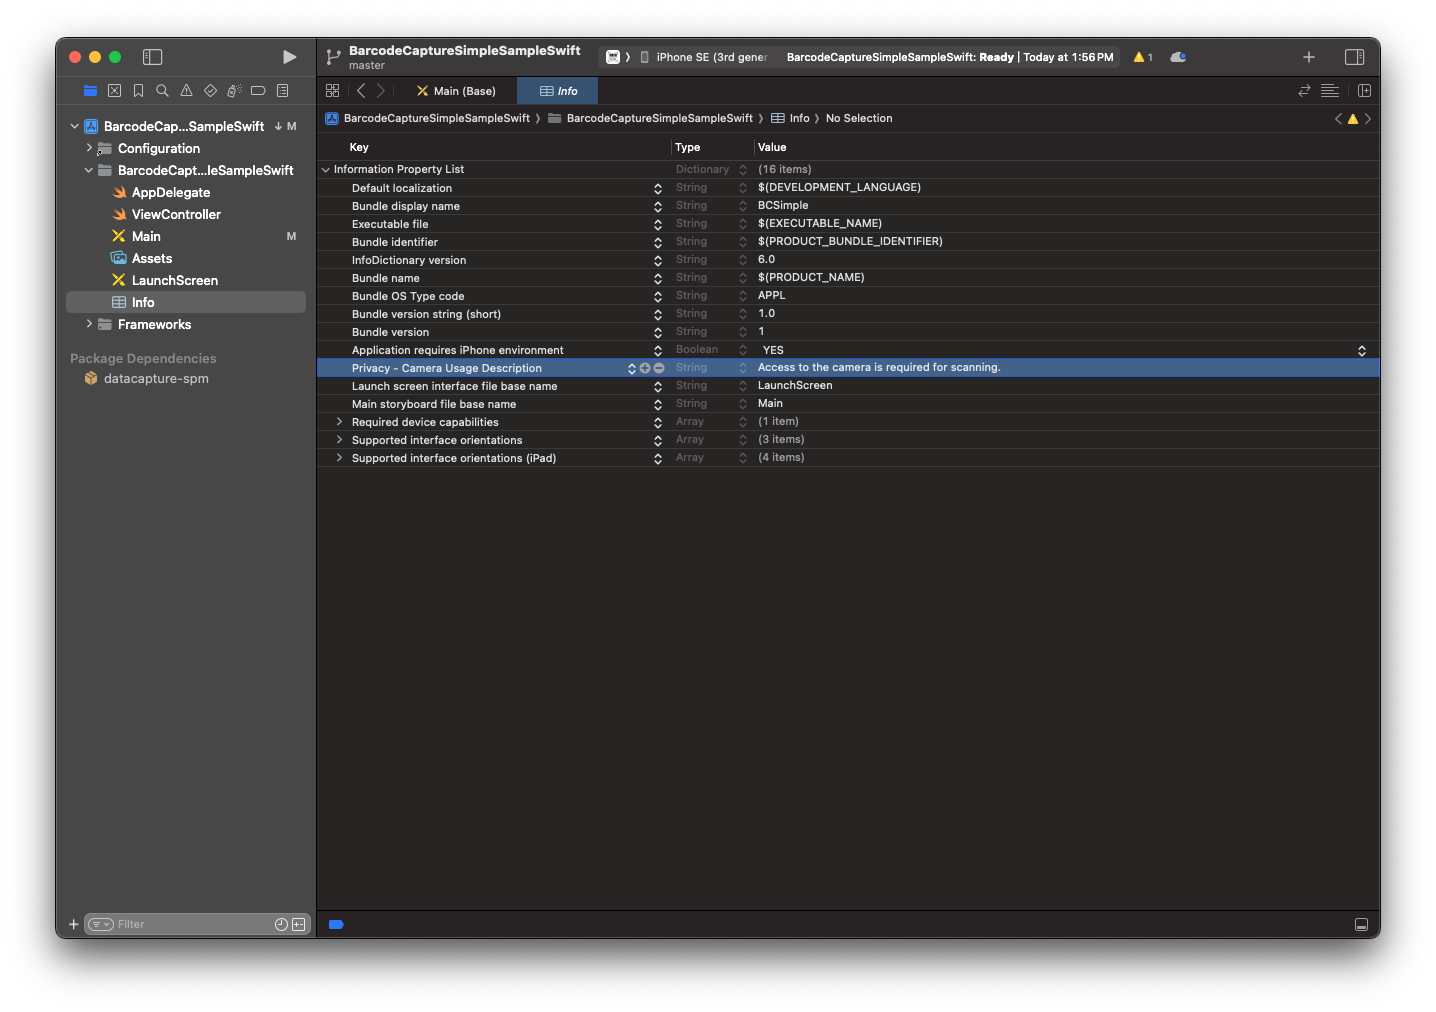 BarcodeCaptureSimpleSampleSwift
master
iPhone SE (3rd gener
BarcodeCaptureSimpleSampleSwift: Ready | Today at 1:56 PM
1
Main (Base)
Info
BarcodeCaptureSimpleSampleSwift 〉 BarcodeCaptureSimpleSampleSwift 〉 Info 〉 No Selection
BarcodeCap...SampleSwift M
Configuration
BarcodeCapt...leSampleSwift
AppDelegate
ViewController
Main M
Assets
LaunchScreen
Info
Frameworks
Package Dependencies
datacapture-spm
Filter
Key Type Value
Information Property List Dictionary (16 items)
Default localization String $(DEVELOPMENT_LANGUAGE)
Bundle display name String BCSimple
Executable file String $(EXECUTABLE_NAME)
Bundle identifier String $(PRODUCT_BUNDLE_IDENTIFIER)
InfoDictionary version String 6.0
Bundle name String $(PRODUCT_NAME)
Bundle OS Type code String APPL
Bundle version string (short) String 1.0
Bundle version String 1
Application requires iPhone environment Boolean YES
Privacy - Camera Usage Description String Access to the camera is required for scanning.
Launch screen interface file base name String LaunchScreen
Main storyboard file base name String Main
Required device capabilities Array (1 item)
Supported interface orientations Array (3 items)
Supported interface orientations (iPad) Array (4 items)